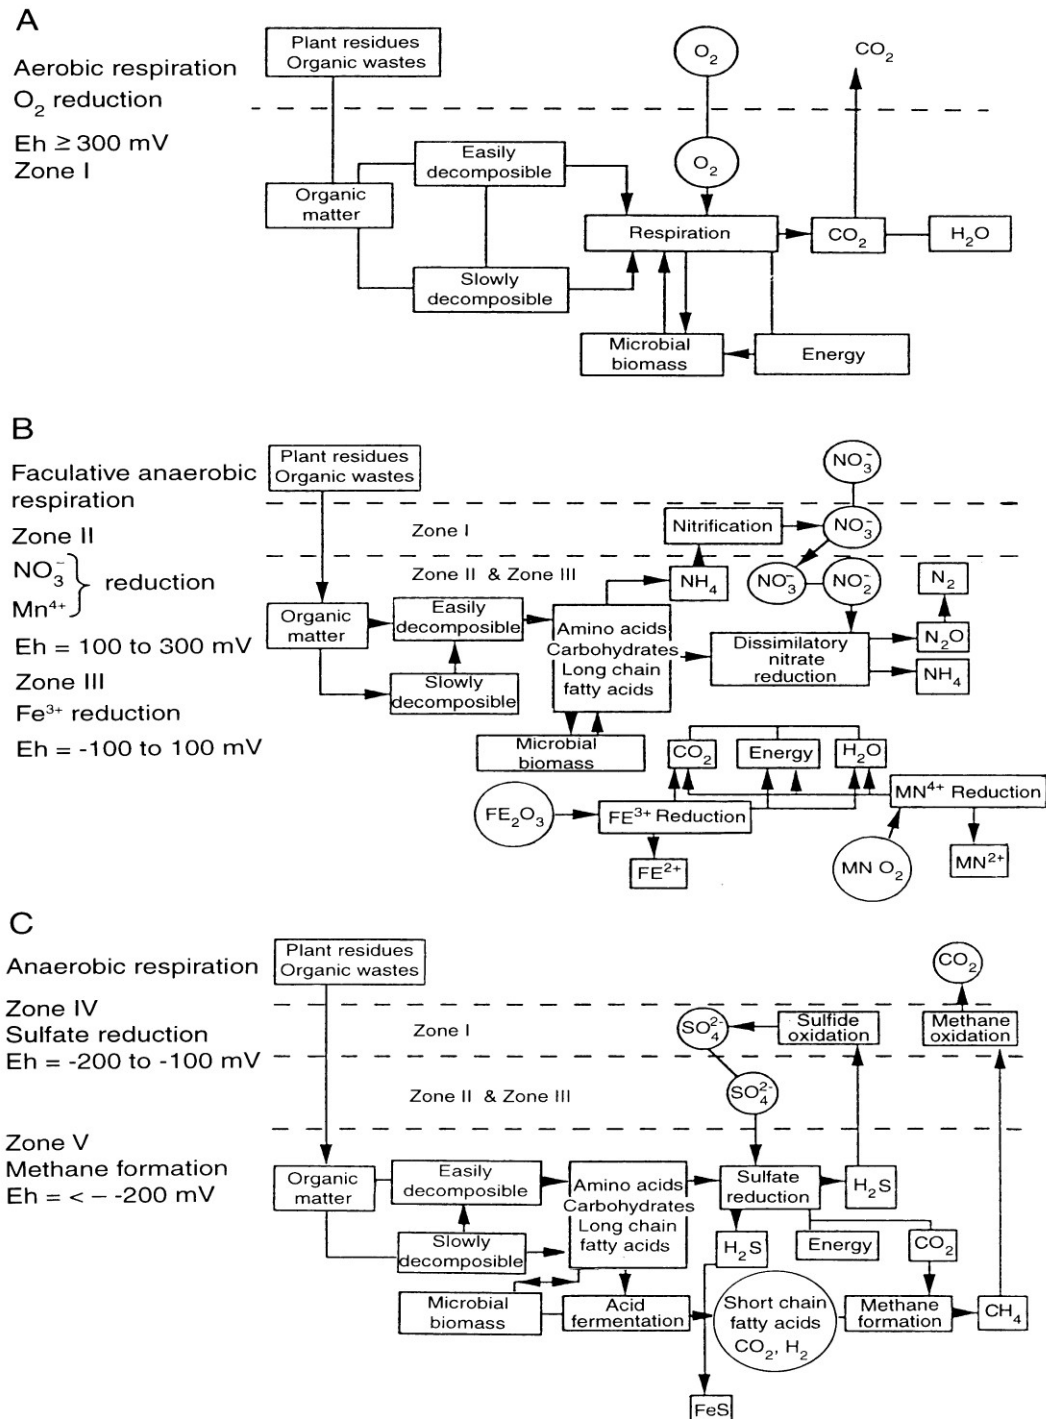 A
Aerobic respiration
O₂ reduction
Eh ≥ 300 mV
Zone I
Plant residues
Organic wastes
O₂
CO₂
Easily
decomposable
O₂
Organic
matter
Respiration
CO₂
H₂O
Slowly
decomposible
Microbial
biomass
Energy
B
Faculative anaerobic
respiration
Zone II
NO₃⁻
Mn⁴⁺
reduction
Eh = 100 to 300 mV
Zone III
Fe³⁺ reduction
Eh = -100 to 100 mV
Plant residues
Organic wastes
NO₃⁻
Zone I
Nitrification
NO₃⁻
Zone II & Zone III
NH₄
NO₃⁻
NO₂⁻
N₂
Organic
matter
Easily
decomposible
Amino acids
Carbohydrates
Long chain
fatty acids
Dissimilatory
nitrate
reduction
N₂O
NH₄
Slowly
decomposible
Microbial
biomass
CO₂
Energy
H₂O
FE₂O₃
FE³⁺ Reduction
MN⁴⁺ Reduction
FE²⁺
MN O₂
MN²⁺
C
Anaerobic respiration
Zone IV
Sulfate reduction
Eh = -200 to -100 mV
Zone V
Methane formation
Eh = < – -200 mV
Plant residues
Organic wastes
CO₂
Zone I
SO₄²⁻
Sulfide
oxidation
Methane
oxidation
Zone II & Zone III
SO₄²⁻
Organic
matter
Easily
decomposible
Amino acids
Carbohydrates
Long chain
fatty acids
Sulfate
reduction
H₂S
Slowly
decomposible
H₂S
Energy
CO₂
Microbial
biomass
Acid
fermentation
Short chain
fatty acids
CO₂, H₂
Methane
formation
CH₄
FeS